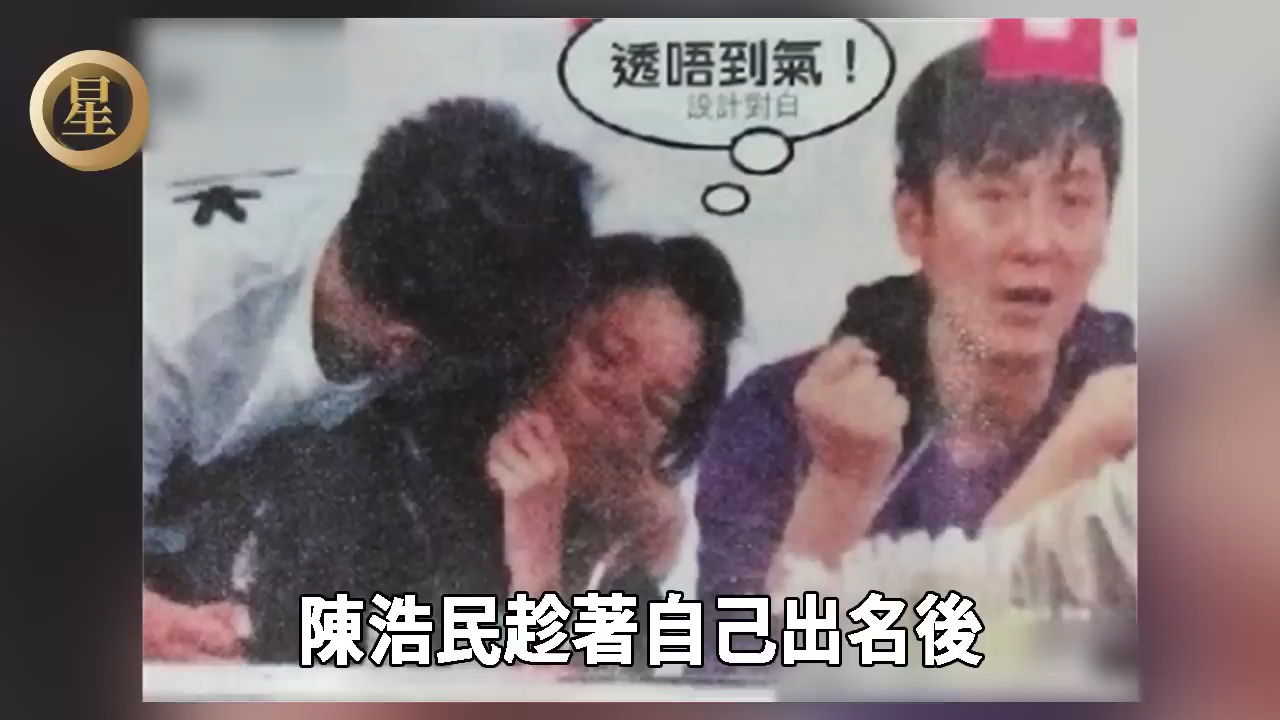 星
透唔到氣！
設計對白
陳浩民趁著自己出名後